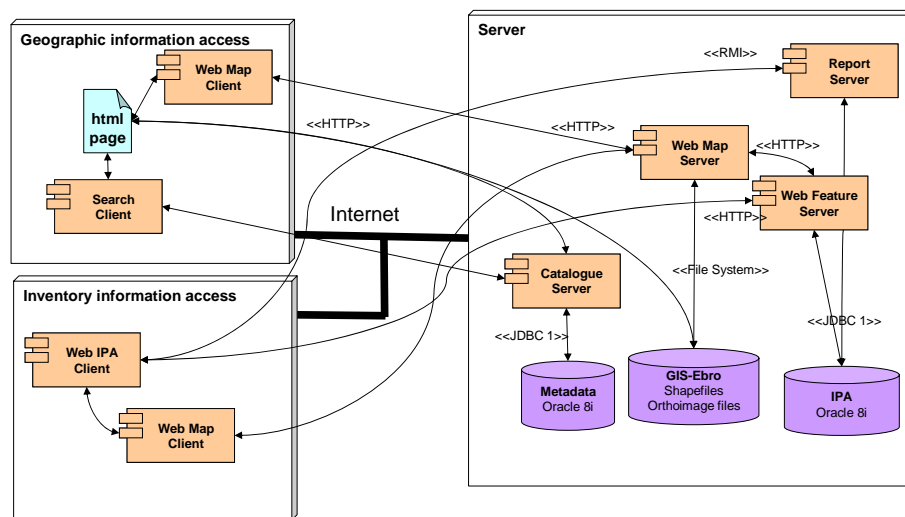 Geographic information access
Web Map
Client
html
page
Search
Client
<<HTTP>>
Internet
Inventory information access
Web IPA
Client
Web Map
Client
Server
<<RMI>>
Report
Server
<<HTTP>>
Web Map
Server
<<HTTP>>
Web Feature
Server
<<HTTP>>
Catalogue
Server
<<File System>>
<<JDBC 1>>
<<JDBC 1>>
Metadata
Oracle 8i
GIS-Ebro
Shapefiles
Orthoimage files
IPA
Oracle 8i